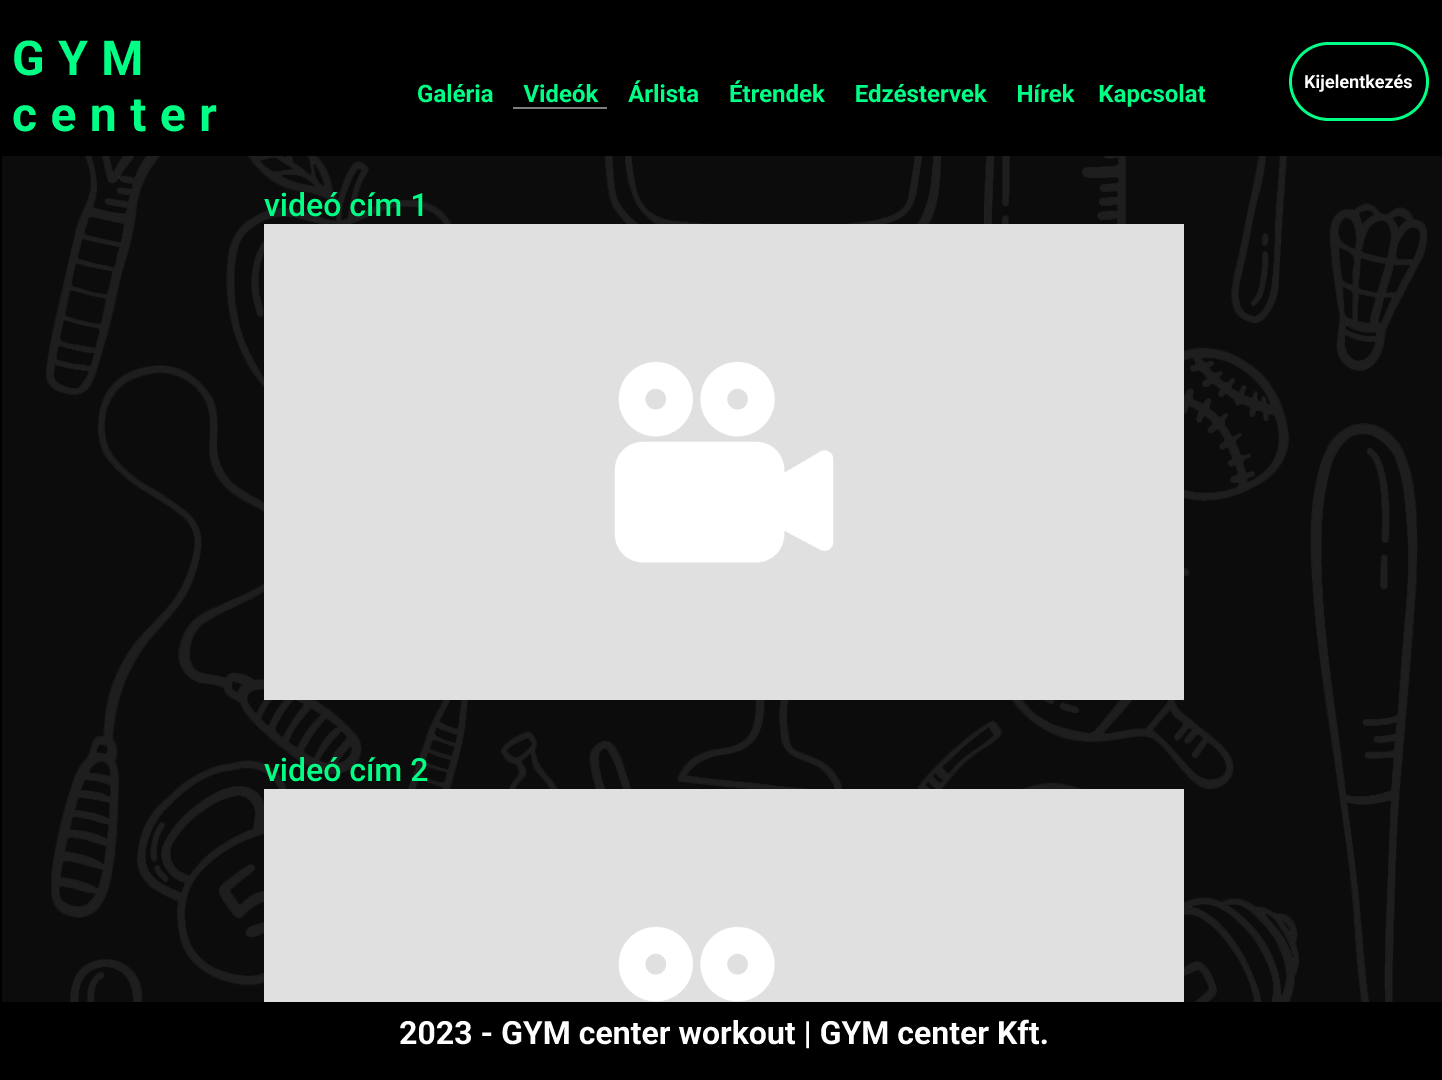 GYM
center
Galéria Videók Árlista Étrendek Edzéstervek Hírek Kapcsolat
Kijelentkezés
videó cím 1
videó cím 2
2023 - GYM center workout | GYM center Kft.